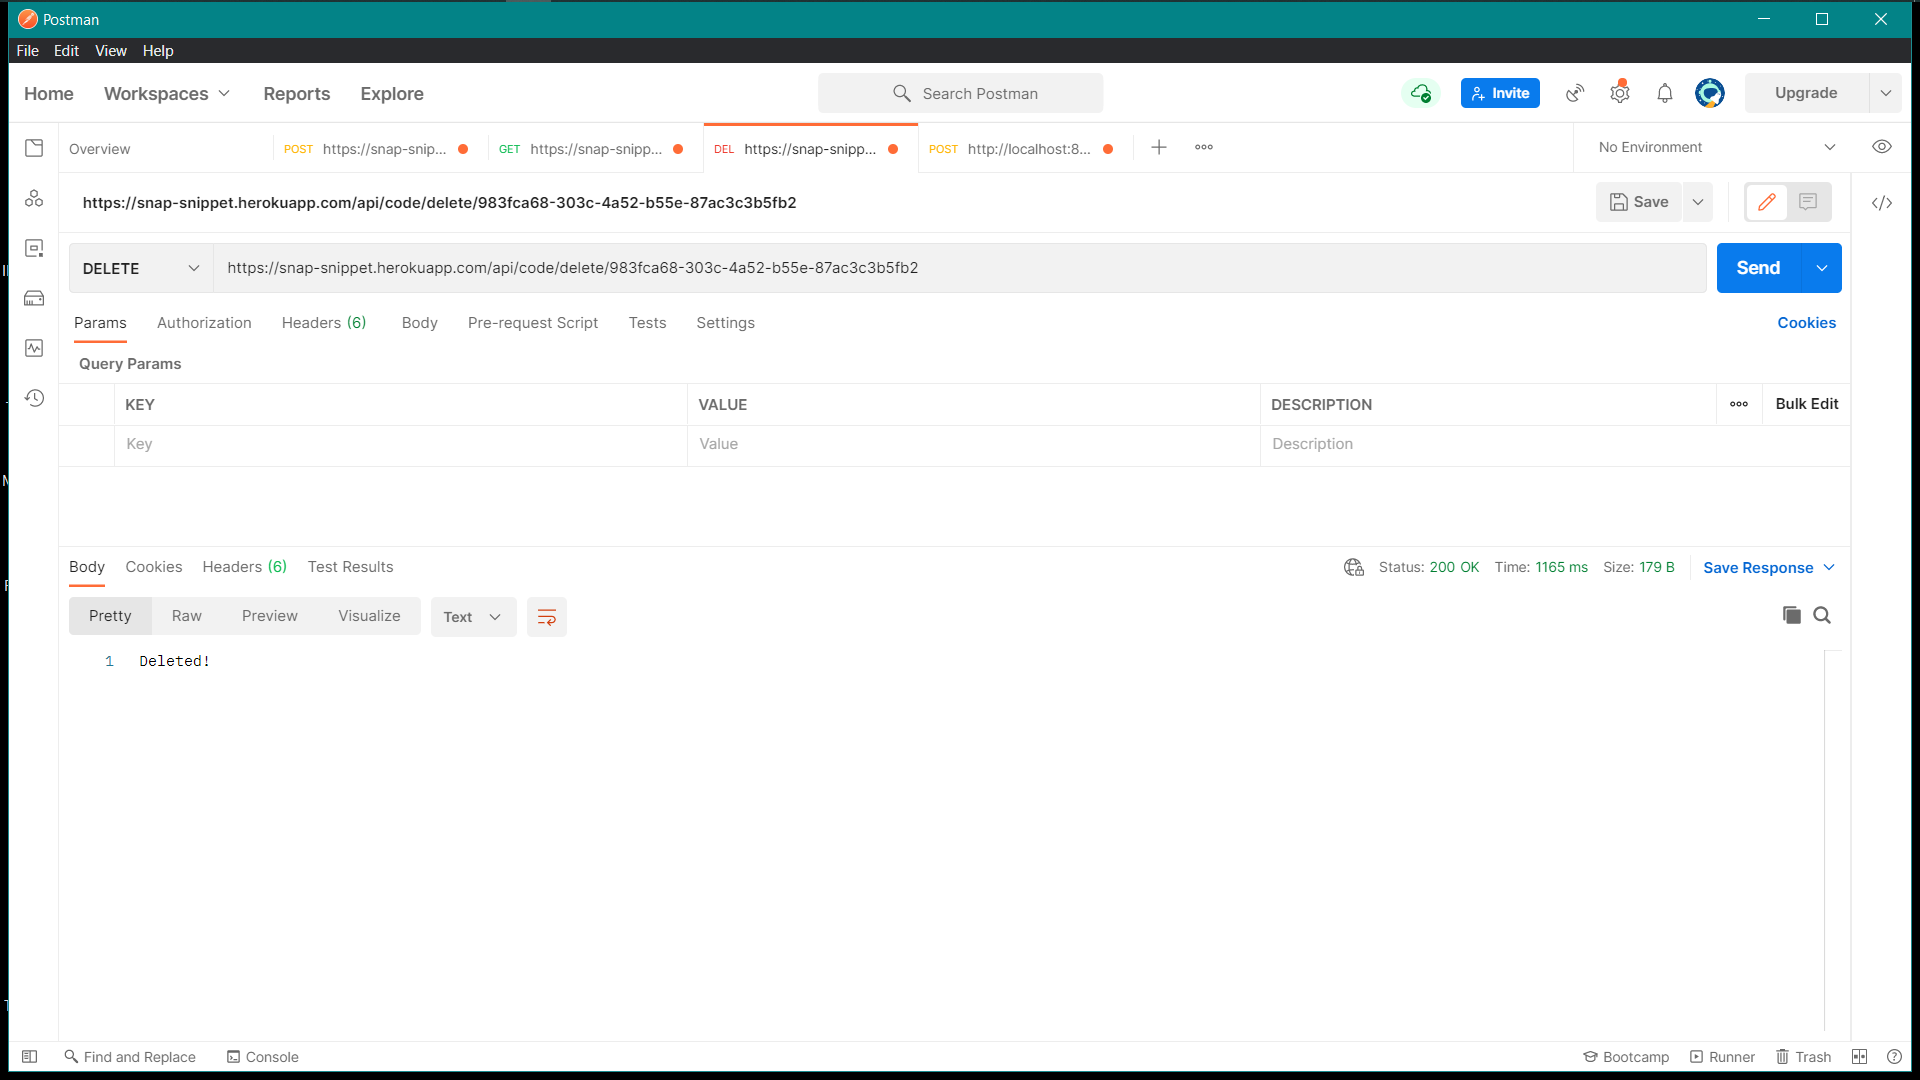 Postman
File Edit View Help
Home Workspaces Reports Explore Search Postman Invite Upgrade
Overview POST https://snap-snip... GET https://snap-snipp... DEL https://snap-snipp... POST http://localhost:8... No Environment
https://snap-snippet.herokuapp.com/api/code/delete/983fca68-303c-4a52-b55e-87ac3c3b5fb2 Save
DELETE https://snap-snippet.herokuapp.com/api/code/delete/983fca68-303c-4a52-b55e-87ac3c3b5fb2 Send
Params Authorization Headers (6) Body Pre-request Script Tests Settings Cookies
Query Params
KEY VALUE DESCRIPTION Bulk Edit
Key Value Description
Body Cookies Headers (6) Test Results Status: 200 OK Time: 1165 ms Size: 179 B Save Response
Pretty Raw Preview Visualize Text
1 Deleted!
Find and Replace Console Bootcamp Runner Trash